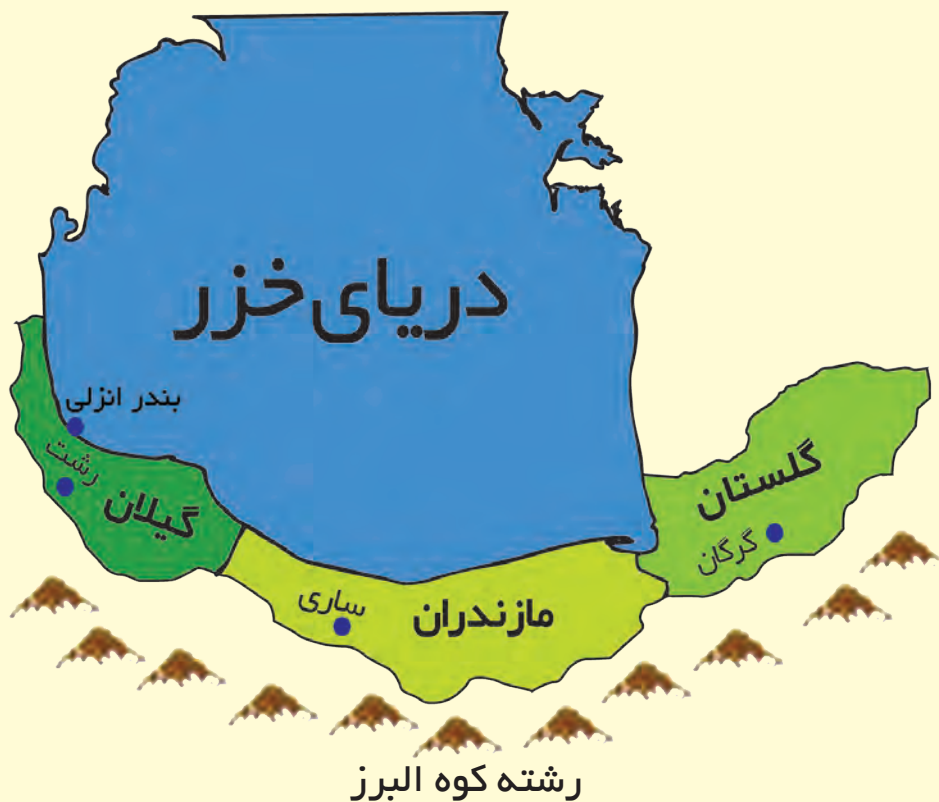 دریای خزر
بندر انزلی
رشت
گیلان
گلستان
گرگان
ساری
مازندران
رشته کوه البرز